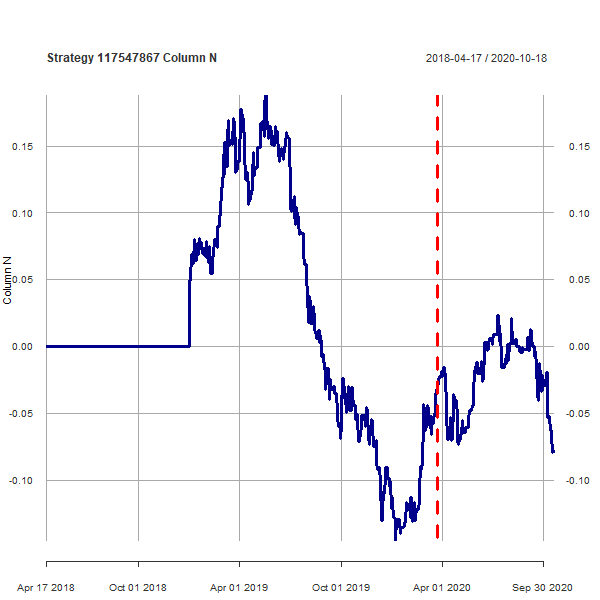 Strategy 117547867 Column N
2018-04-17 / 2020-10-18
Column N
0.15
0.15
0.10
0.10
0.05
0.05
0.00
0.00
-0.05
-0.05
-0.10
-0.10
Apr 17 2018
Oct 01 2018
Apr 01 2019
Oct 01 2019
Apr 01 2020
Sep 30 2020